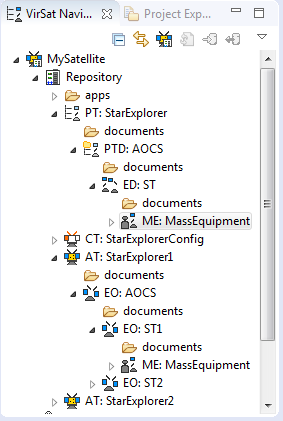 VirSat Navi... Project Exp...
MySatellite
Repository
apps
PT: StarExplorer
documents
PTD: AOCS
documents
ED: ST
documents
ME: MassEquipment
CT: StarExplorerConfig
AT: StarExplorer1
documents
EO: AOCS
documents
EO: ST1
documents
ME: MassEquipment
EO: ST2
AT: StarExplorer2